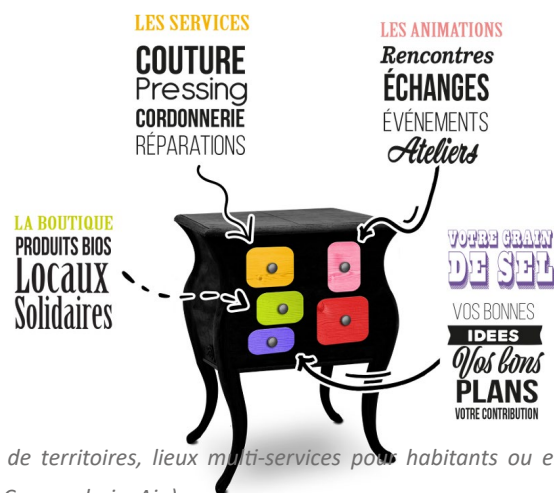 LES SERVICES
COUTURE
Pressing
CORDONNERIE
RÉPARATIONS
LES ANIMATIONS
Rencontres
ÉCHANGES
ÉVÉNEMENTS
Ateliers
LA BOUTIQUE
PRODUITS BIOS
Locaux
Solidaires
VOTRE GRAIN
DE SEL
VOS BONNES
IDEES
Vos bons
PLANS
VOTRE CONTRIBUTION
de territoires, lieux multi-services pour habitants ou e